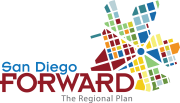 San Diego
FORWARD
The Regional Plan